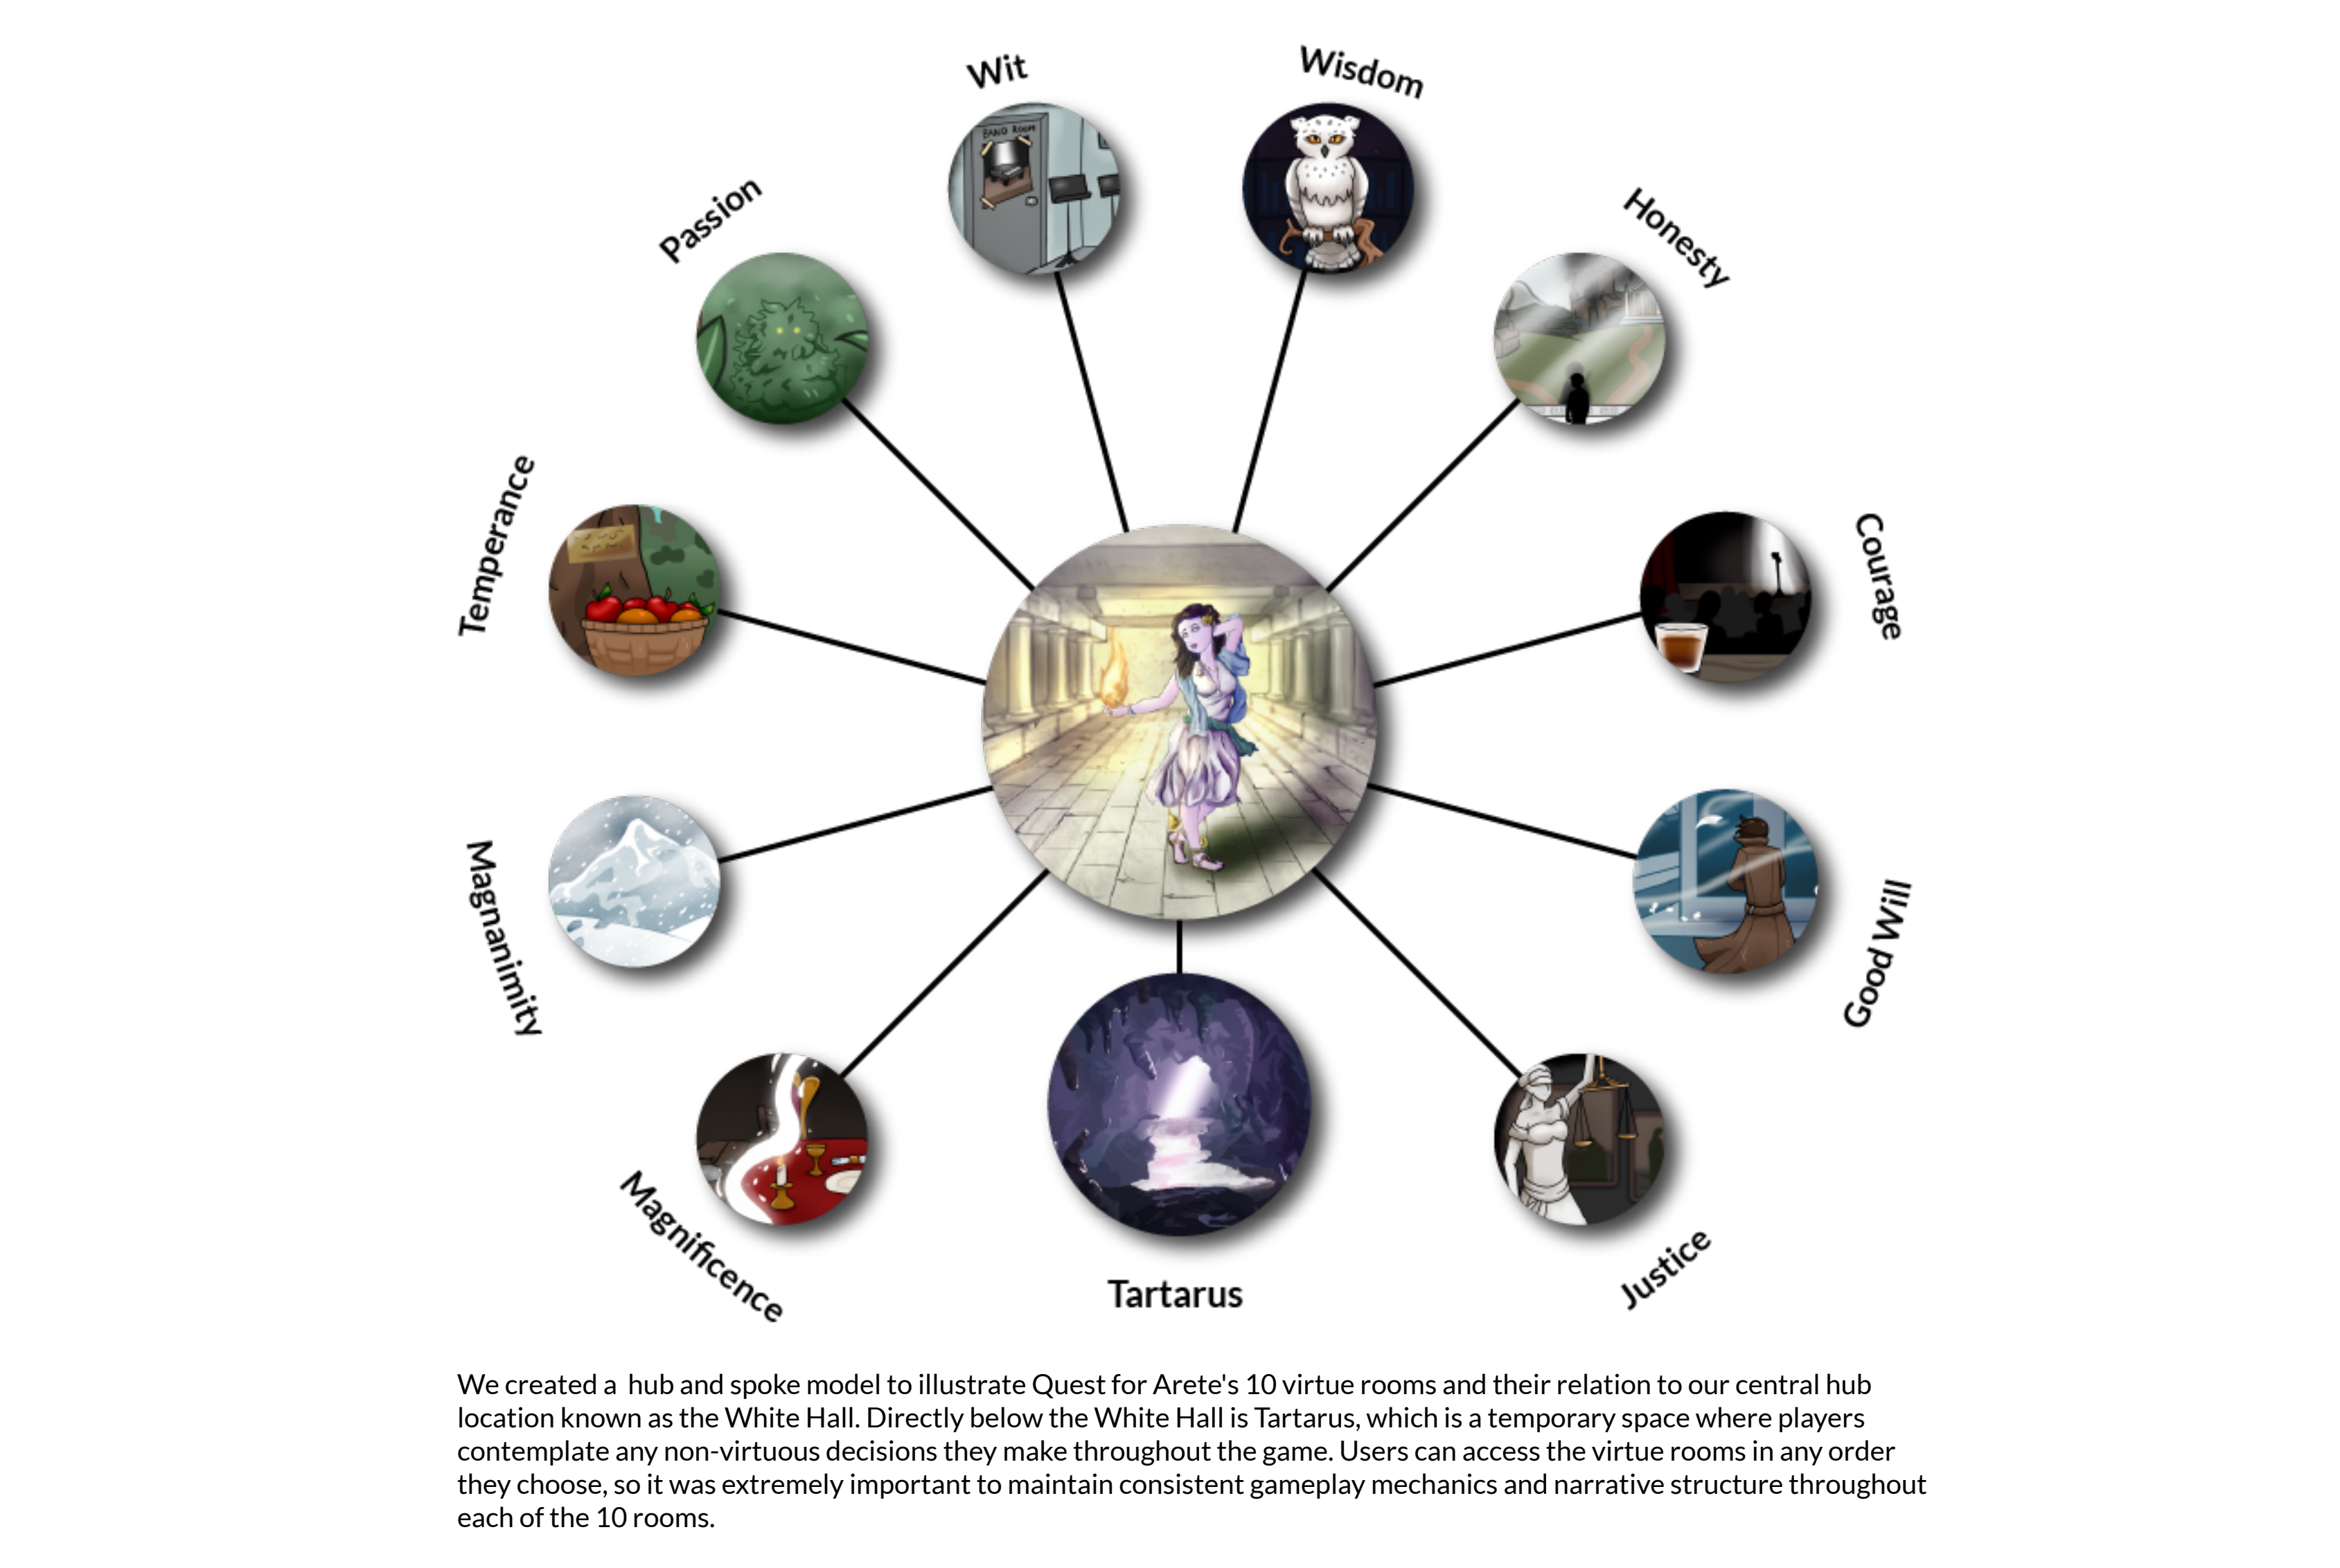 Wit
Wisdom
Passion
BAND ROOM
Honesty
Temperance
Courage
Magnanimity
Good Will
Magnificence
Justice
Tartarus
We created a  hub and spoke model to illustrate Quest for Arete's 10 virtue rooms and their relation to our central hub
location known as the White Hall. Directly below the White Hall is Tartarus, which is a temporary space where players
contemplate any non-virtuous decisions they make throughout the game. Users can access the virtue rooms in any order
they choose, so it was extremely important to maintain consistent gameplay mechanics and narrative structure throughout
each of the 10 rooms.